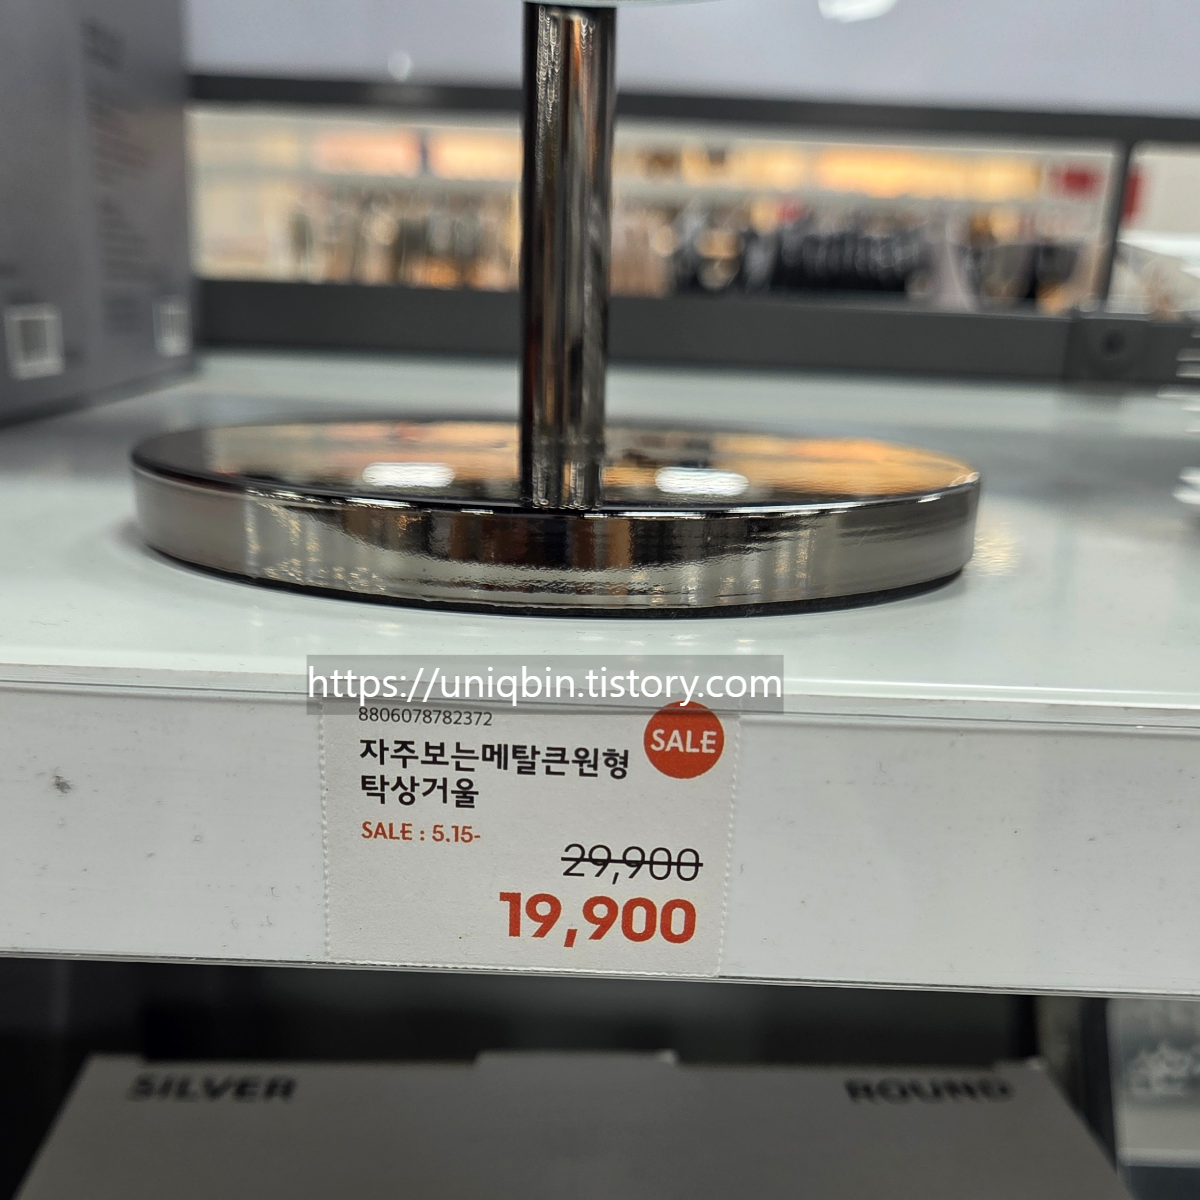 https://uniqbin.tistory.com
8806078782372
SALE
자주보는메탈큰원형
탁상거울
SALE : 5.15-
29,900
19,900
SILVER
ROUND